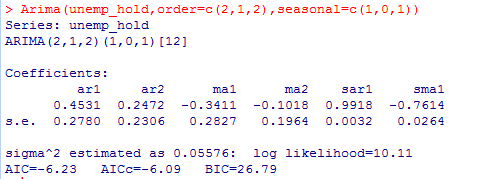 > Arima(unemp_hold,order=c(2,1,2),seasonal=c(1,0,1))
Series: unemp_hold
ARIMA(2,1,2)(1,0,1)[12]
Coefficients:
ar1 ar2 ma1 ma2 sar1 sma1
0.4531 0.2472 -0.3411 -0.1018 0.9918 -0.7614
s.e. 0.2780 0.2306 0.2827 0.1964 0.0032 0.0264
sigma^2 estimated as 0.05576: log likelihood=10.11
AIC=-6.23 AICc=-6.09 BIC=26.79